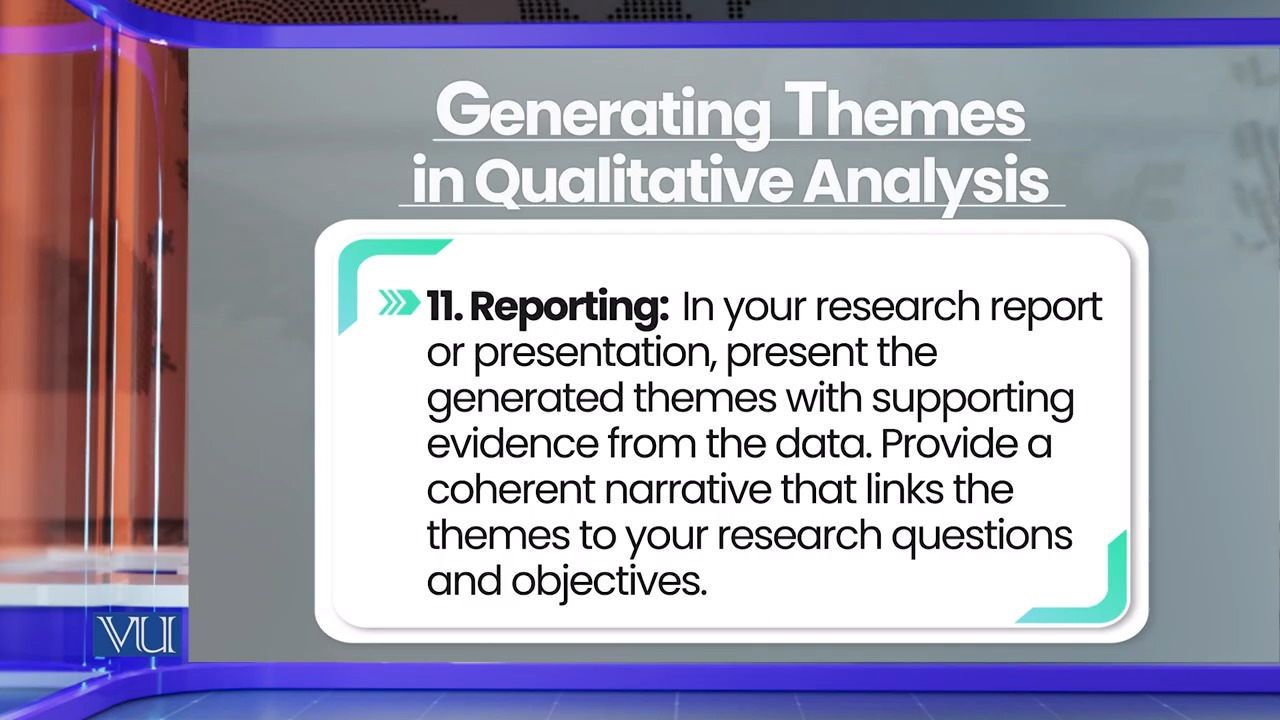 Generating Themes
in Qualitative Analysis
11. Reporting: In your research report
or presentation, present the
generated themes with supporting
evidence from the data. Provide a
coherent narrative that links the
themes to your research questions
and objectives.
VU